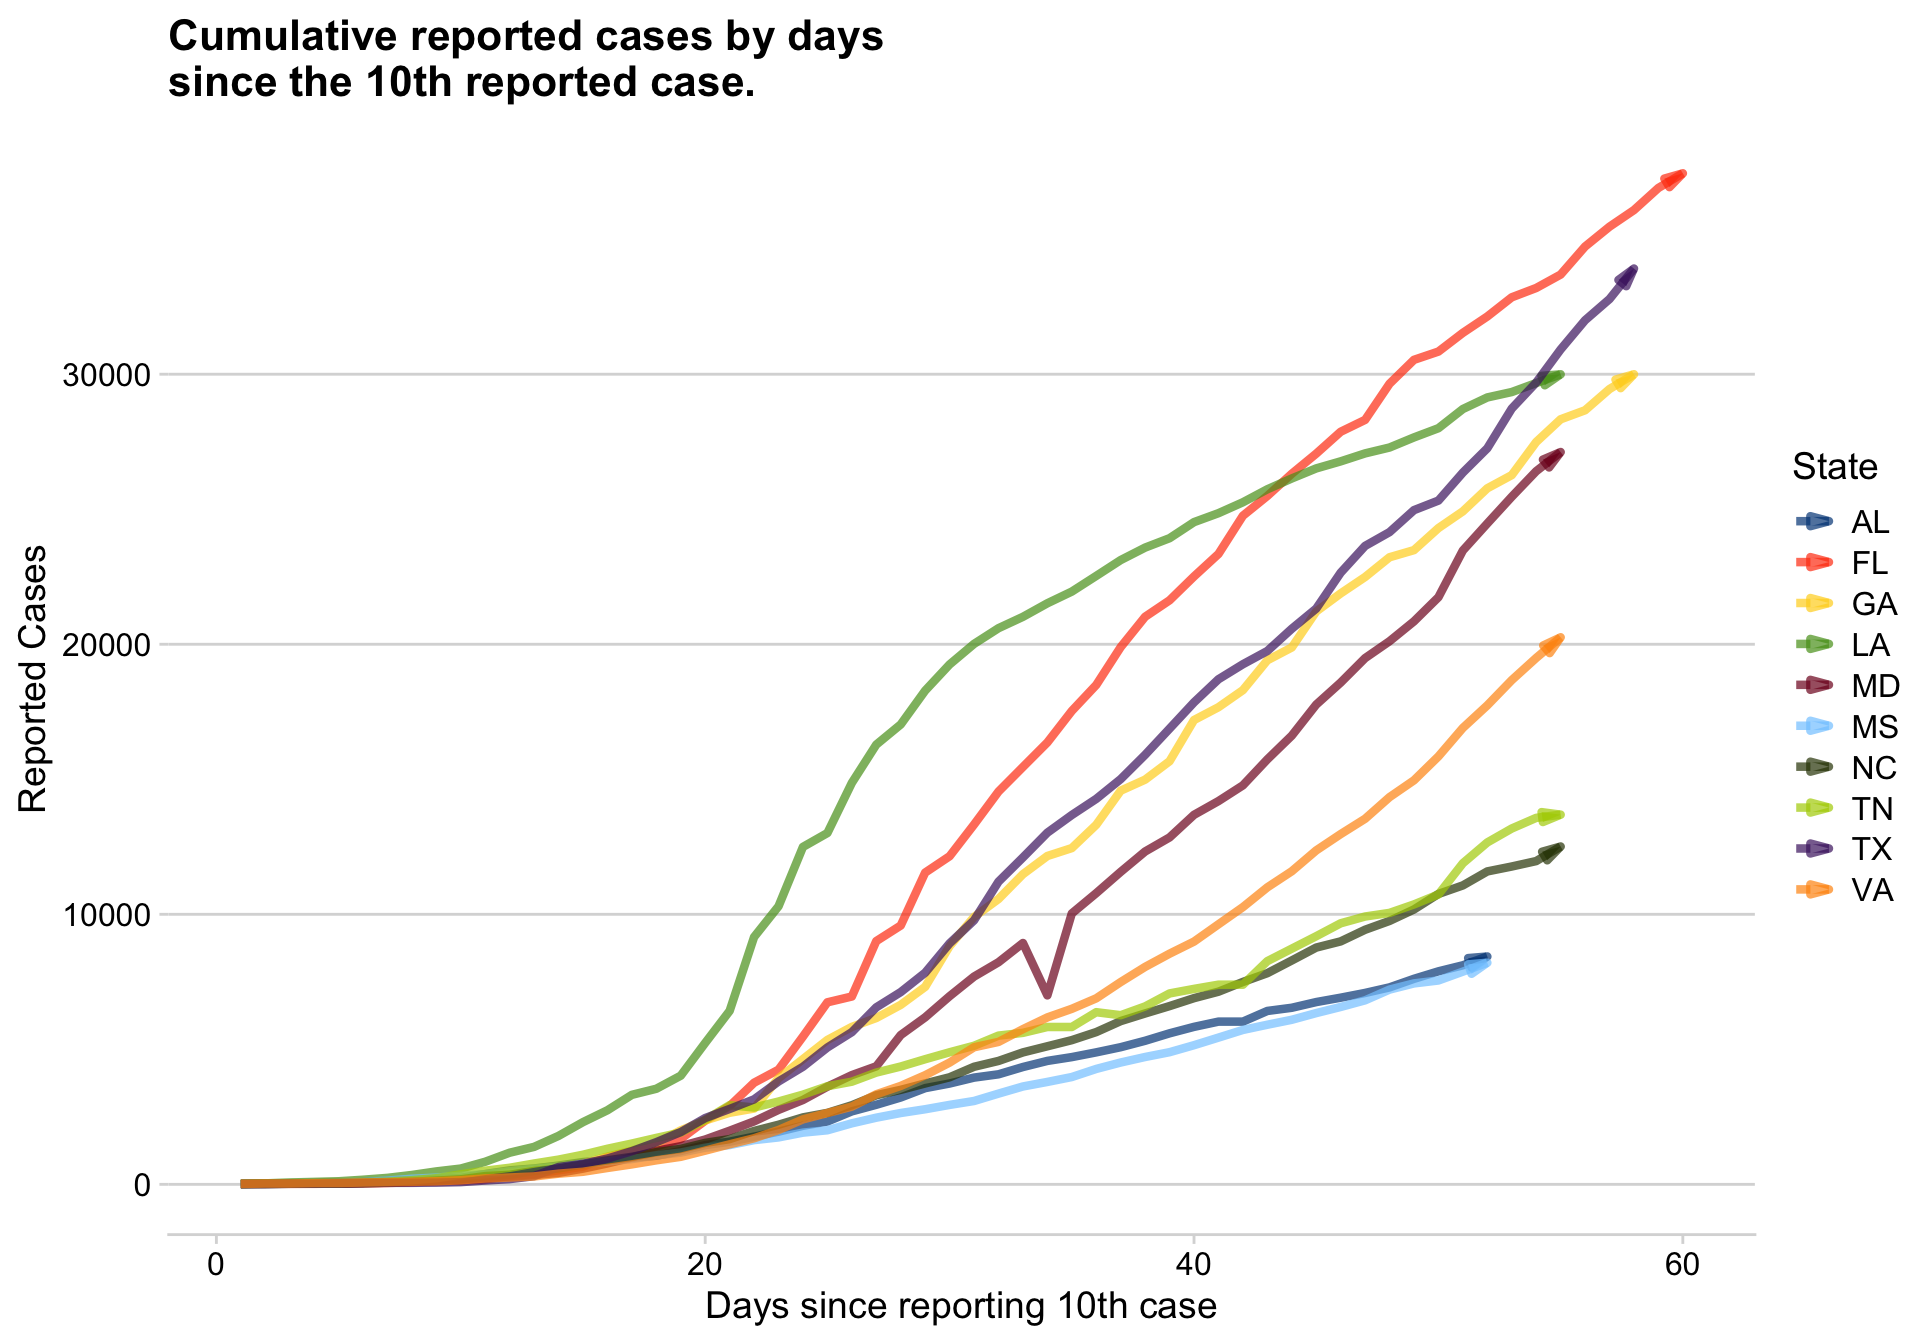 Cumulative reported cases by days
since the 10th reported case.
Reported Cases
30000
20000
10000
0
0 20 40 60
Days since reporting 10th case
State
AL
FL
GA
LA
MD
MS
NC
TN
TX
VA